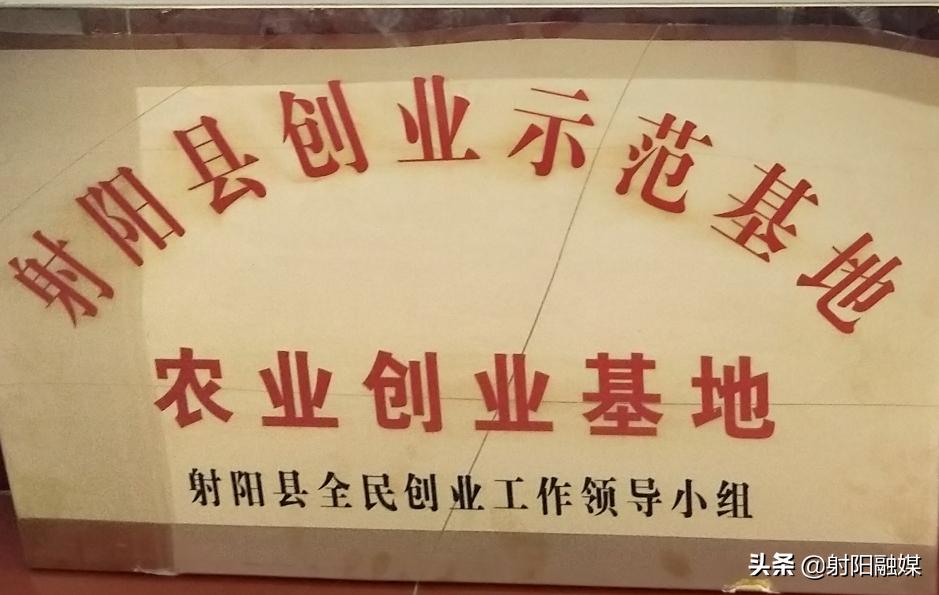 射阳县创业示范基地
农业创业基地
射阳县全民创业工作领导小组
头条 @射阳融媒